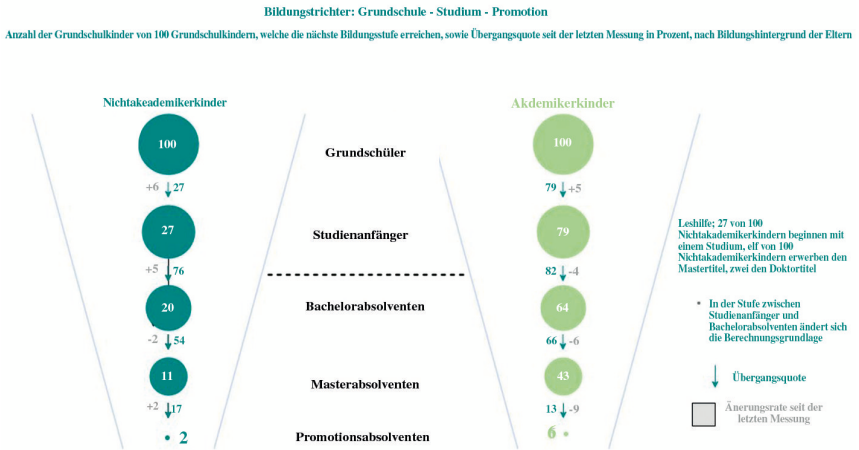 Bildungstrichter: Grundschule - Studium - Promotion
Anzahl der Grundschulkinder von 100 Grundschulkindern, welche die nächste Bildungsstufe erreichen, sowie Übergangsquote seit der letzten Messung in Prozent, nach Bildungshintergrund der Eltern
Nichtakeademikerkinder
Akdemikerkinder
100
Grundschüler
100
+6 27
79 +5
27
Studienanfänger
79
+5 76
82 -4
20
Bachelorabsolventen
64
-2 54
66 -6
11
Masterabsolventen
43
+2 17
13 -9
2
Promotionsabsolventen
6
Leshilfe; 27 von 100
Nichtakademikerkindern beginnen mit
einem Studium, elf von 100
Nichtakademikerkindern erwerben den
Mastertitel, zwei den Doktortitel
* In der Stufe zwischen
Studienanfänger und
Bachelorabsolventen ändert sich
die Berechnungsgrundlage
Übergangsquote
Änerungsrate seit der
letzten Messung